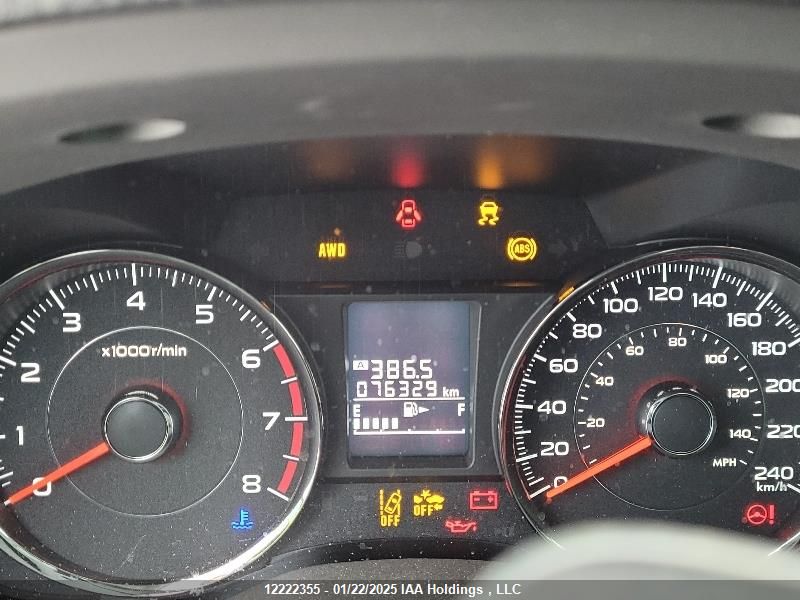 AWD
ABS
1 2 3 4 5 6 7 8
x1000r/min
0
A 386.5
076329 km
E F
OFF
OFF
0 20 40 60 80 100 120 140 160 180 200 220 240
km/h
20 40 60 80 100 120 140
MPH
12222355 - 01/22/2025 IAA Holdings , LLC